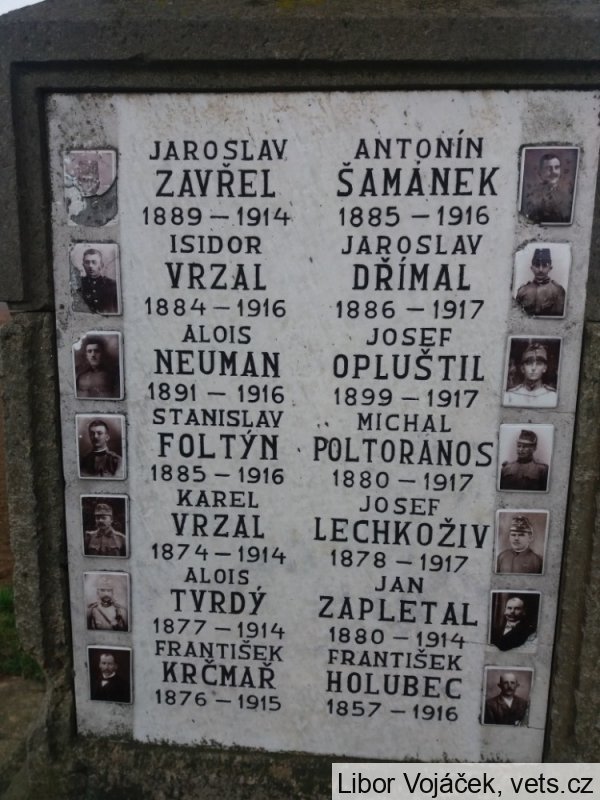 JAROSLAV
ZAVŘEL
1889 – 1914
ISIDOR
VRZAL
1884 – 1916
ALOIS
NEUMAN
1891 – 1916
STANISLAV
FOLTÝN
1885 – 1916
KAREL
VRZAL
1874 – 1914
ALOIS
TVRDÝ
1877 – 1914
FRANTIŠEK
KRČMAŘ
1876 – 1915
ANTONÍN
ŠAMÁNEK
1885 – 1916
JAROSLAV
DŘÍMAL
1886 – 1917
JOSEF
OPLUŠTIL
1899 – 1917
MICHAL
POLTORANOS
1880 – 1917
JOSEF
LECHKOŽIV
1878 – 1917
JAN
ZAPLETAL
1880 – 1914
FRANTIŠEK
HOLUBEC
1857 – 1916
Libor Vojáček, vets.cz